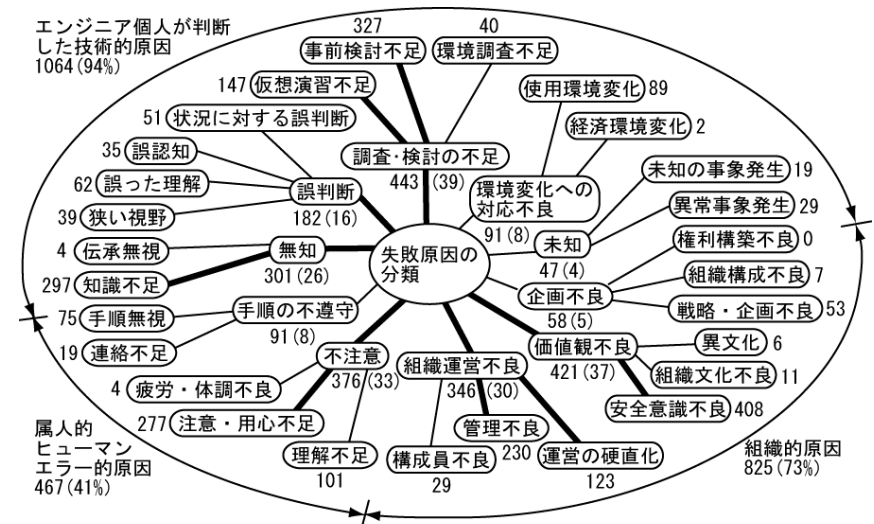 エンジニア個人が判断
した技術的原因
1064(94%)
327
事前検討不足
40
環境調査不足
147 仮想演習不足
51 状況に対する誤判断
35 誤認知
62 誤った理解
39 狭い視野
4 伝承無視
297 知識不足
75 手順無視
19 連絡不足
4 疲労・体調不良
277 注意・用心不足
理解不足
101
調査・検討の不足
443 (39)
誤判断
182(16)
無知
301(26)
手順の不遵守
91(8)
不注意
376(33)
失敗原因の
分類
使用環境変化 89
経済環境変化 2
環境変化への
対応不良
91(8)
未知の事象発生 19
異常事象発生 29
未知
47(4)
権利構築不良 0
組織構成不良 7
戦略・企画不良 53
企画不良
58(5)
異文化 6
組織文化不良 11
安全意識不良 408
価値観不良
421(37)
組織運営不良
346 (30)
管理不良
230
構成員不良
29
運営の硬直化
123
属人的
ヒューマン
エラー的原因
467(41%)
組織的原因
825(73%)